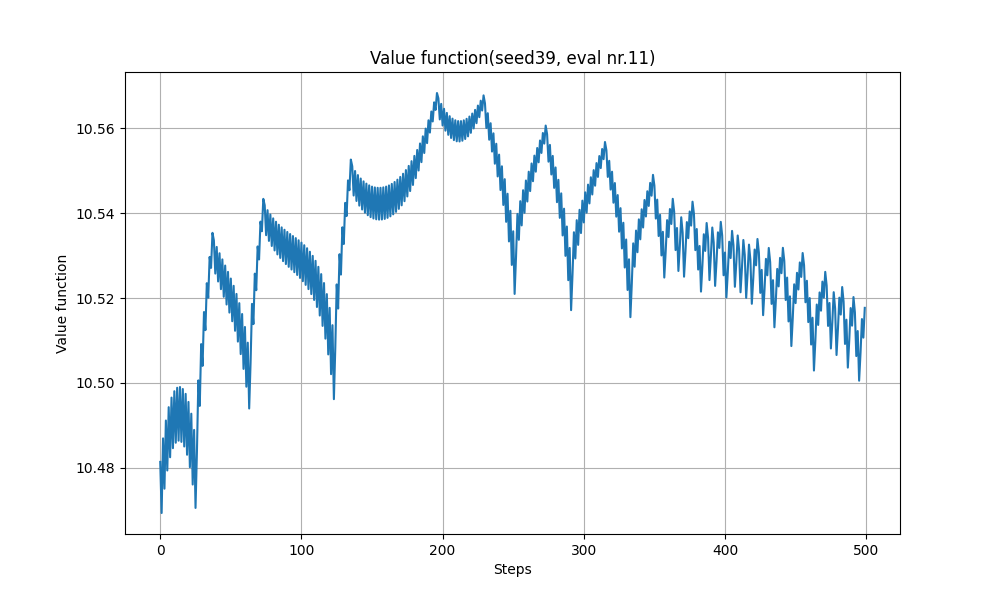 Value function(seed39, eval nr.11)
Value function
10.56
10.54
10.52
10.50
10.48
0 100 200 300 400 500
Steps